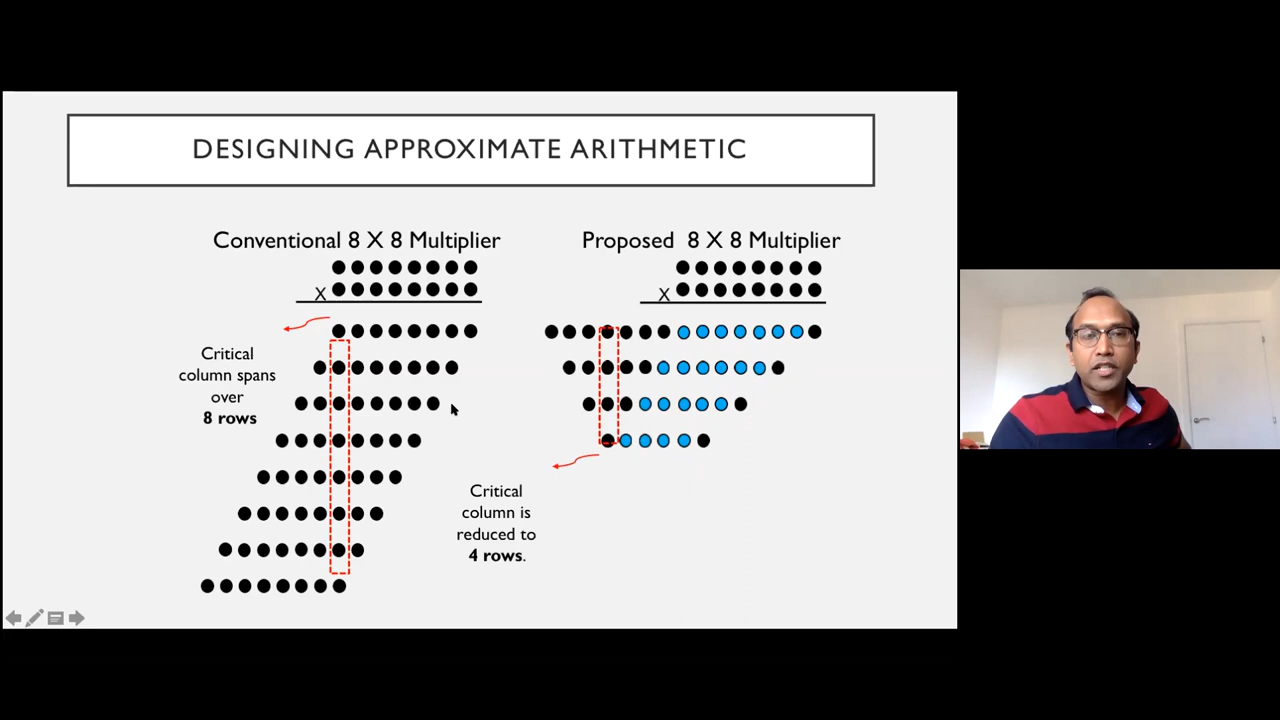 DESIGNING APPROXIMATE ARITHMETIC
Conventional 8 X 8 Multiplier
X
Critical
column spans
over
8 rows
Proposed 8 X 8 Multiplier
X
Critical
column is
reduced to
4 rows.